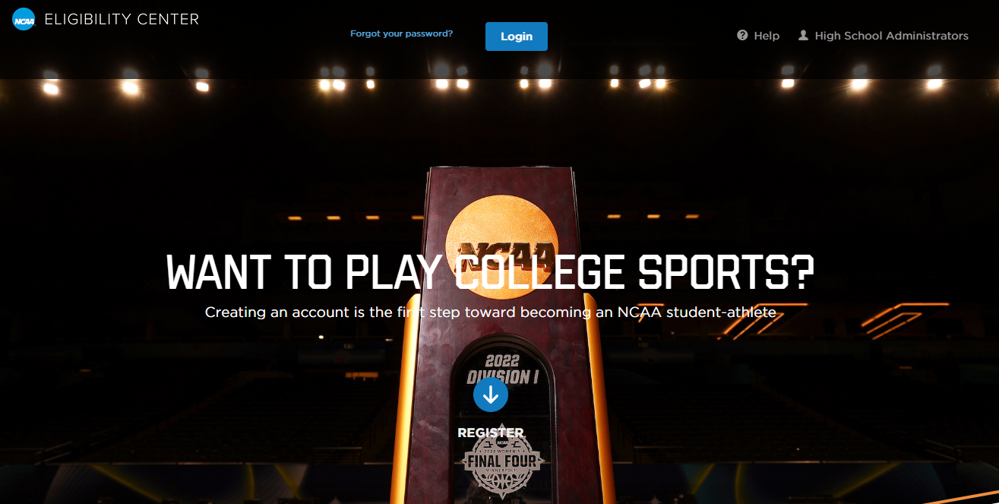 NCAA ELIGIBILITY CENTER
Forgot your password?
Login
Help
High School Administrators
NCAA
WANT TO PLAY COLLEGE SPORTS?
Creating an account is the first step toward becoming an NCAA student-athlete
2022
DIVISION I
REGISTER
NCAA
2022 WOMEN'S
FINAL FOUR
MINNEAPOLIS